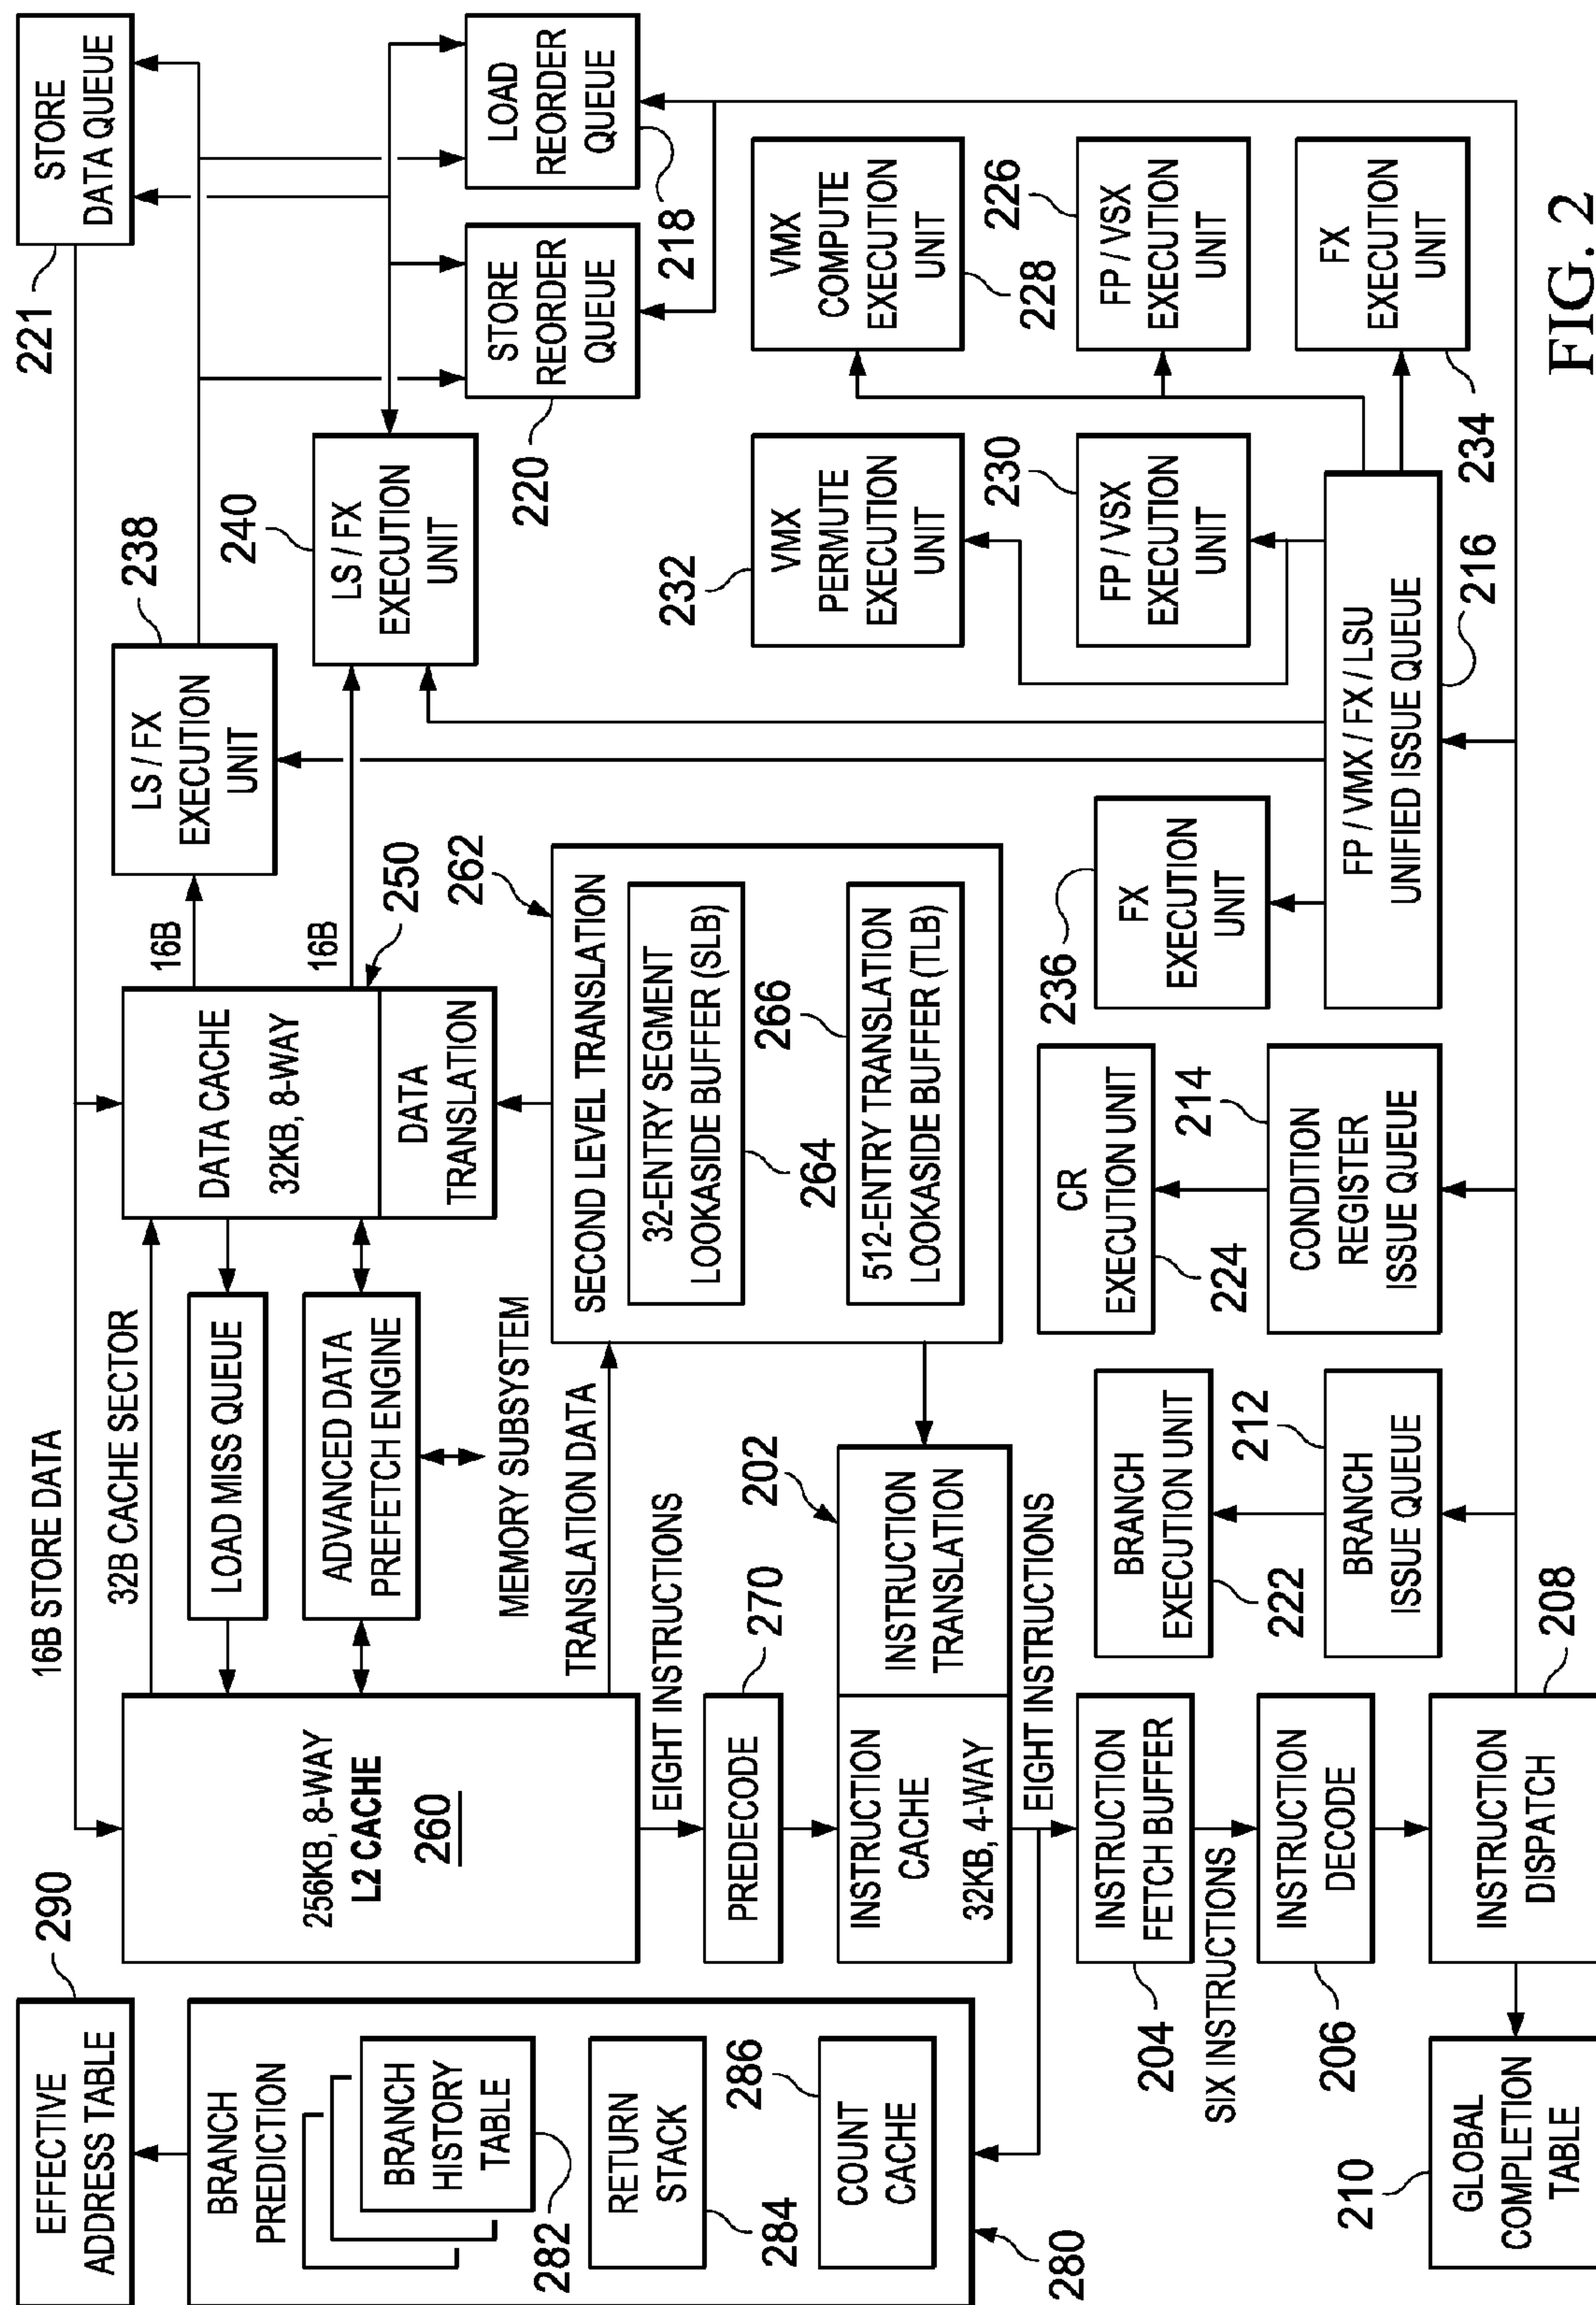 EFFECTIVE
ADDRESS TABLE
290
BRANCH
PREDICTION
BRANCH
HISTORY
TABLE
282
RETURN
STACK
284
COUNT
CACHE
286
280
16B STORE DATA
256KB, 8-WAY
L2 CACHE
260
32B CACHE SECTOR
LOAD MISS QUEUE
ADVANCED DATA
PREFETCH ENGINE
MEMORY SUBSYSTEM
TRANSLATION DATA
EIGHT INSTRUCTIONS
PREDECODE
270
INSTRUCTION
CACHE
32KB, 4-WAY
INSTRUCTION
TRANSLATION
202
EIGHT INSTRUCTIONS
INSTRUCTION
FETCH BUFFER
204
SIX INSTRUCTIONS
INSTRUCTION
DECODE
206
INSTRUCTION
DISPATCH
208
GLOBAL
COMPLETION
TABLE
210
DATA CACHE
32KB, 8-WAY
DATA
TRANSLATION
250
16B
16B
SECOND LEVEL TRANSLATION
262
32-ENTRY SEGMENT
LOOKASIDE BUFFER (SLB)
264
512-ENTRY TRANSLATION
LOOKASIDE BUFFER (TLB)
266
BRANCH
EXECUTION UNIT
222
BRANCH
ISSUE QUEUE
212
CR
EXECUTION UNIT
224
CONDITION
REGISTER
ISSUE QUEUE
214
FX
EXECUTION
UNIT
236
FP / VMX / FX / LSU
UNIFIED ISSUE QUEUE
216
LS / FX
EXECUTION
UNIT
238
LS / FX
EXECUTION
UNIT
240
STORE
DATA QUEUE
221
STORE
REORDER
QUEUE
220
LOAD
REORDER
QUEUE
218
VMX
PERMUTE
EXECUTION
UNIT
232
FP / VSX
EXECUTION
UNIT
230
VMX
COMPUTE
EXECUTION
UNIT
228
FP / VSX
EXECUTION
UNIT
226
FX
EXECUTION
UNIT
234
FIG. 2